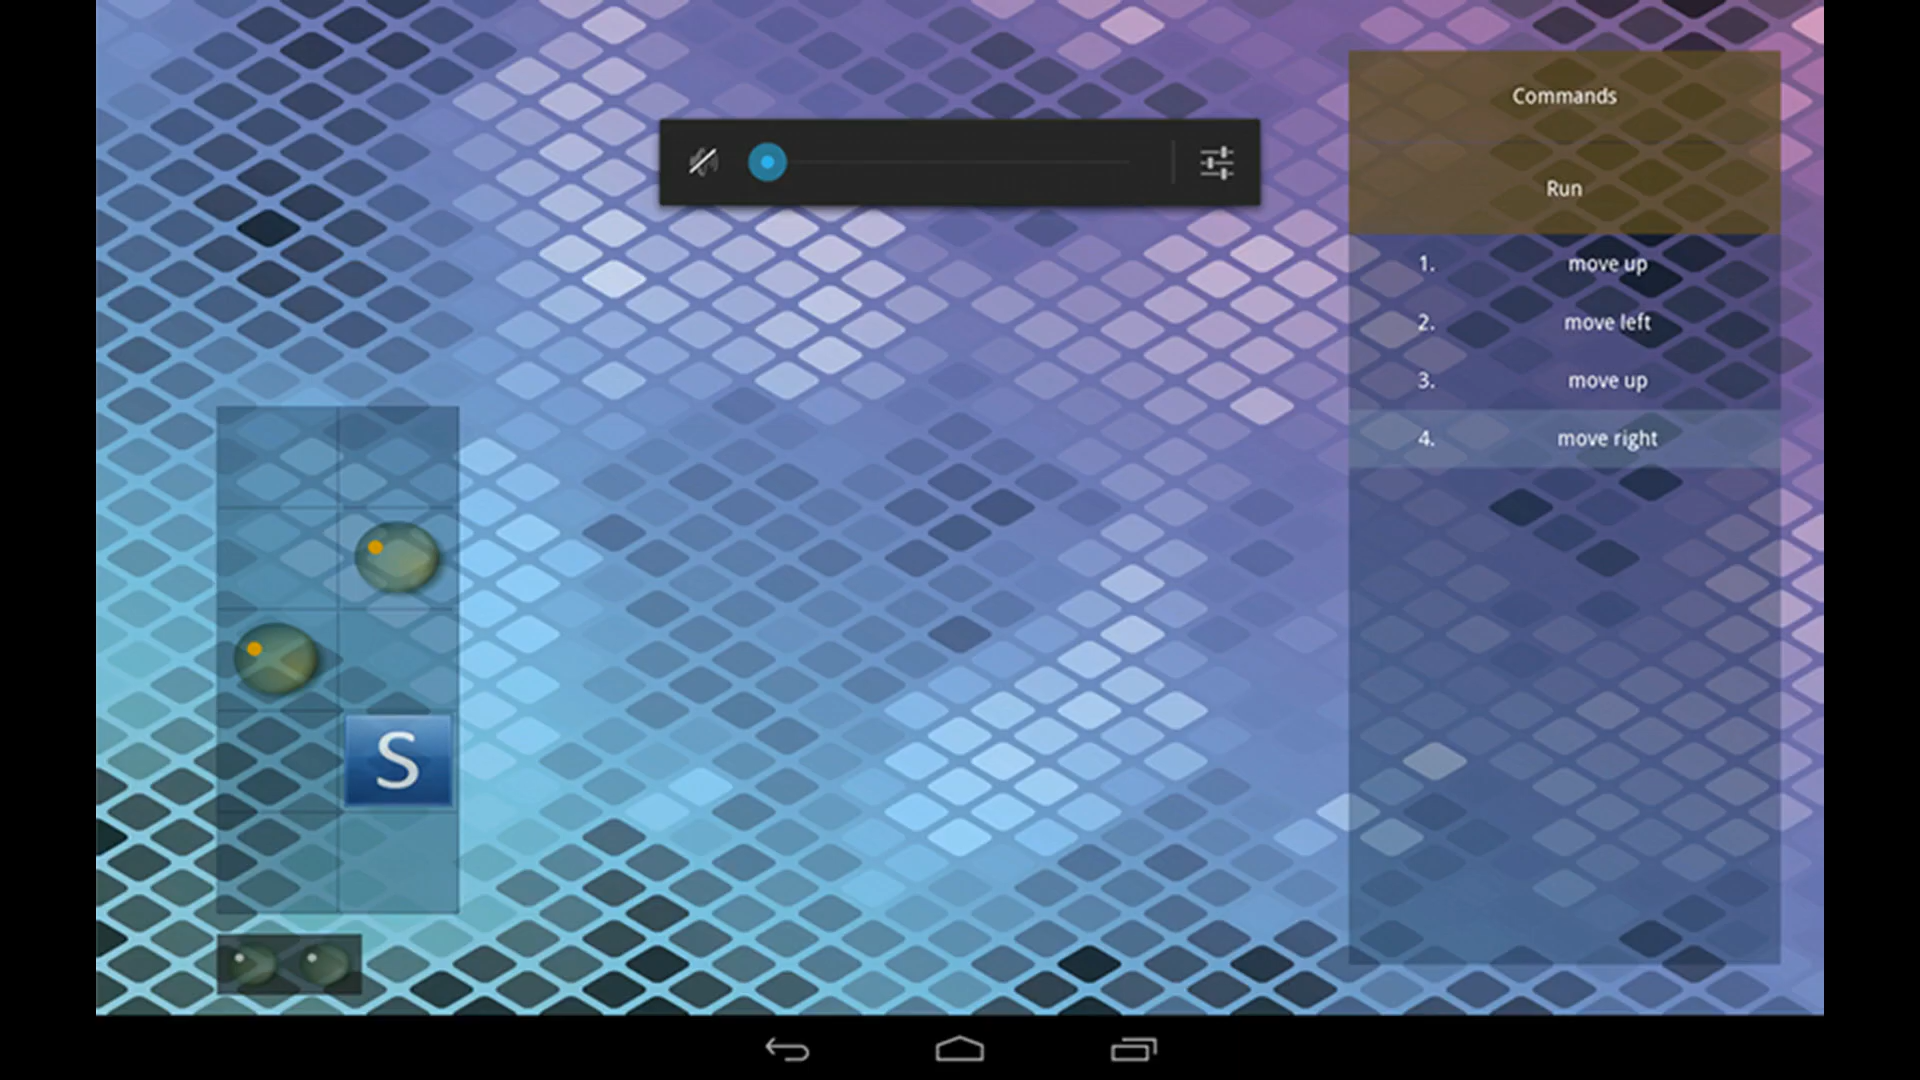 Commands
Run
1. move up
2. move left
3. move up
4. move right
S